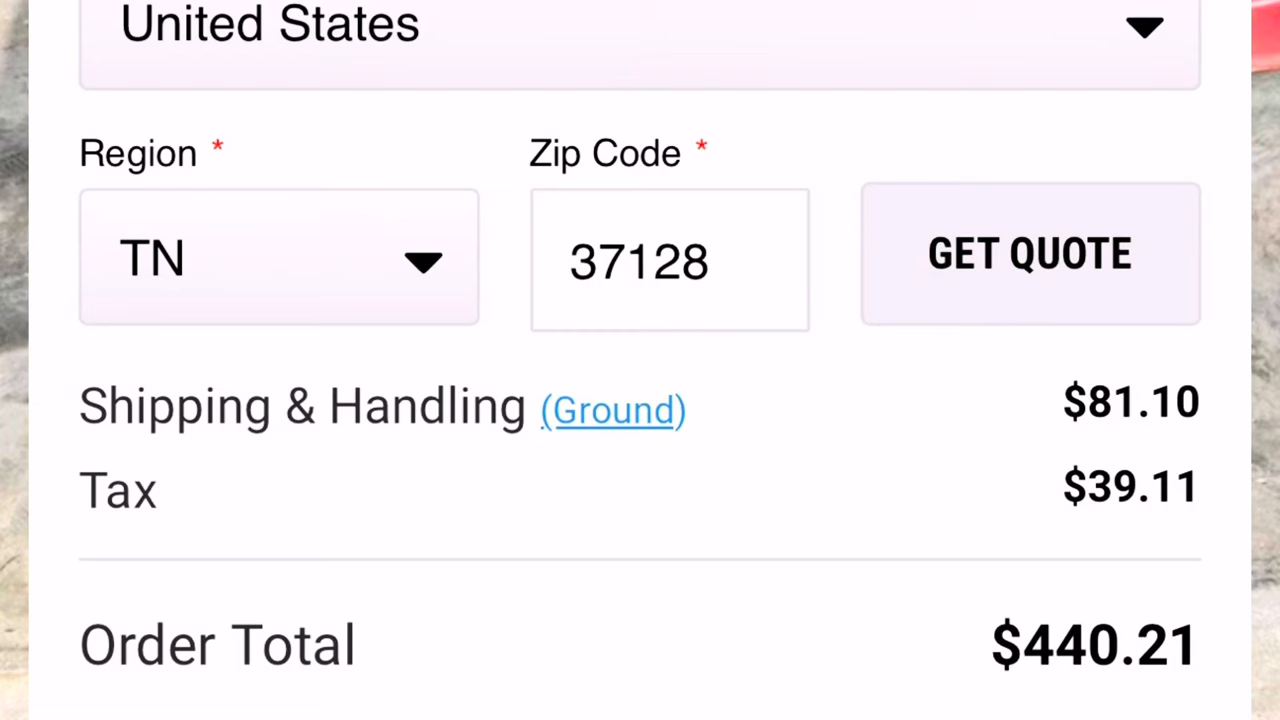 United States
Region *
Zip Code *
TN
37128
GET QUOTE
Shipping & Handling (Ground)
$81.10
Tax
$39.11
Order Total
$440.21